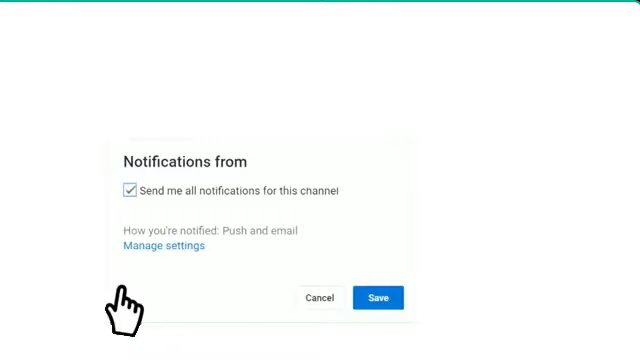 Notifications from
Send me all notifications for this channel
How you're notified: Push and email
Manage settings
Cancel Save